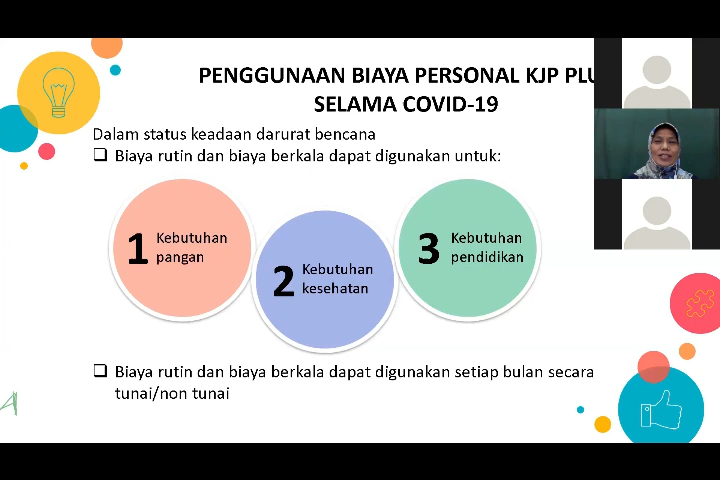 PENGGUNAAN BIAYA PERSONAL KJP PLU
SELAMA COVID-19
Dalam status keadaan darurat bencana
Biaya rutin dan biaya berkala dapat digunakan untuk:
1 Kebutuhan
pangan
2 Kebutuhan
kesehatan
3 Kebutuhan
pendidikan
Biaya rutin dan biaya berkala dapat digunakan setiap bulan secara
tunai/non tunai
A